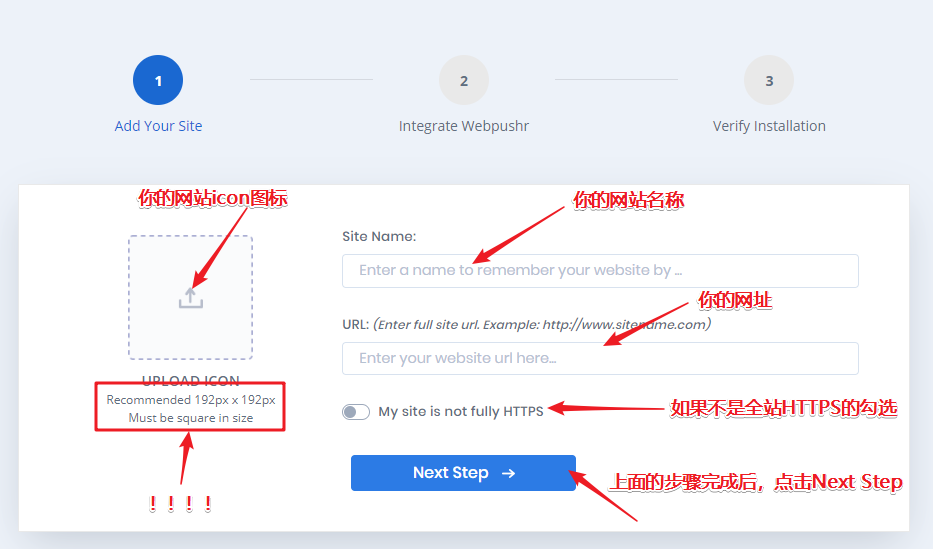 1
2
3
Add Your Site
Integrate Webpushr
Verify Installation
你的网站icon图标
你的网站名称
Site Name:
Enter a name to remember your website by ...
你的网址
URL: (Enter full site url. Example: http://www.sitename.com)
Enter your website url here...
UPLOAD ICON
Recommended 192px x 192px
Must be square in size
My site is not fully HTTPS
如果不是全站HTTPS的勾选
Next Step →
上面的步骤完成后，点击Next Step
！！！！